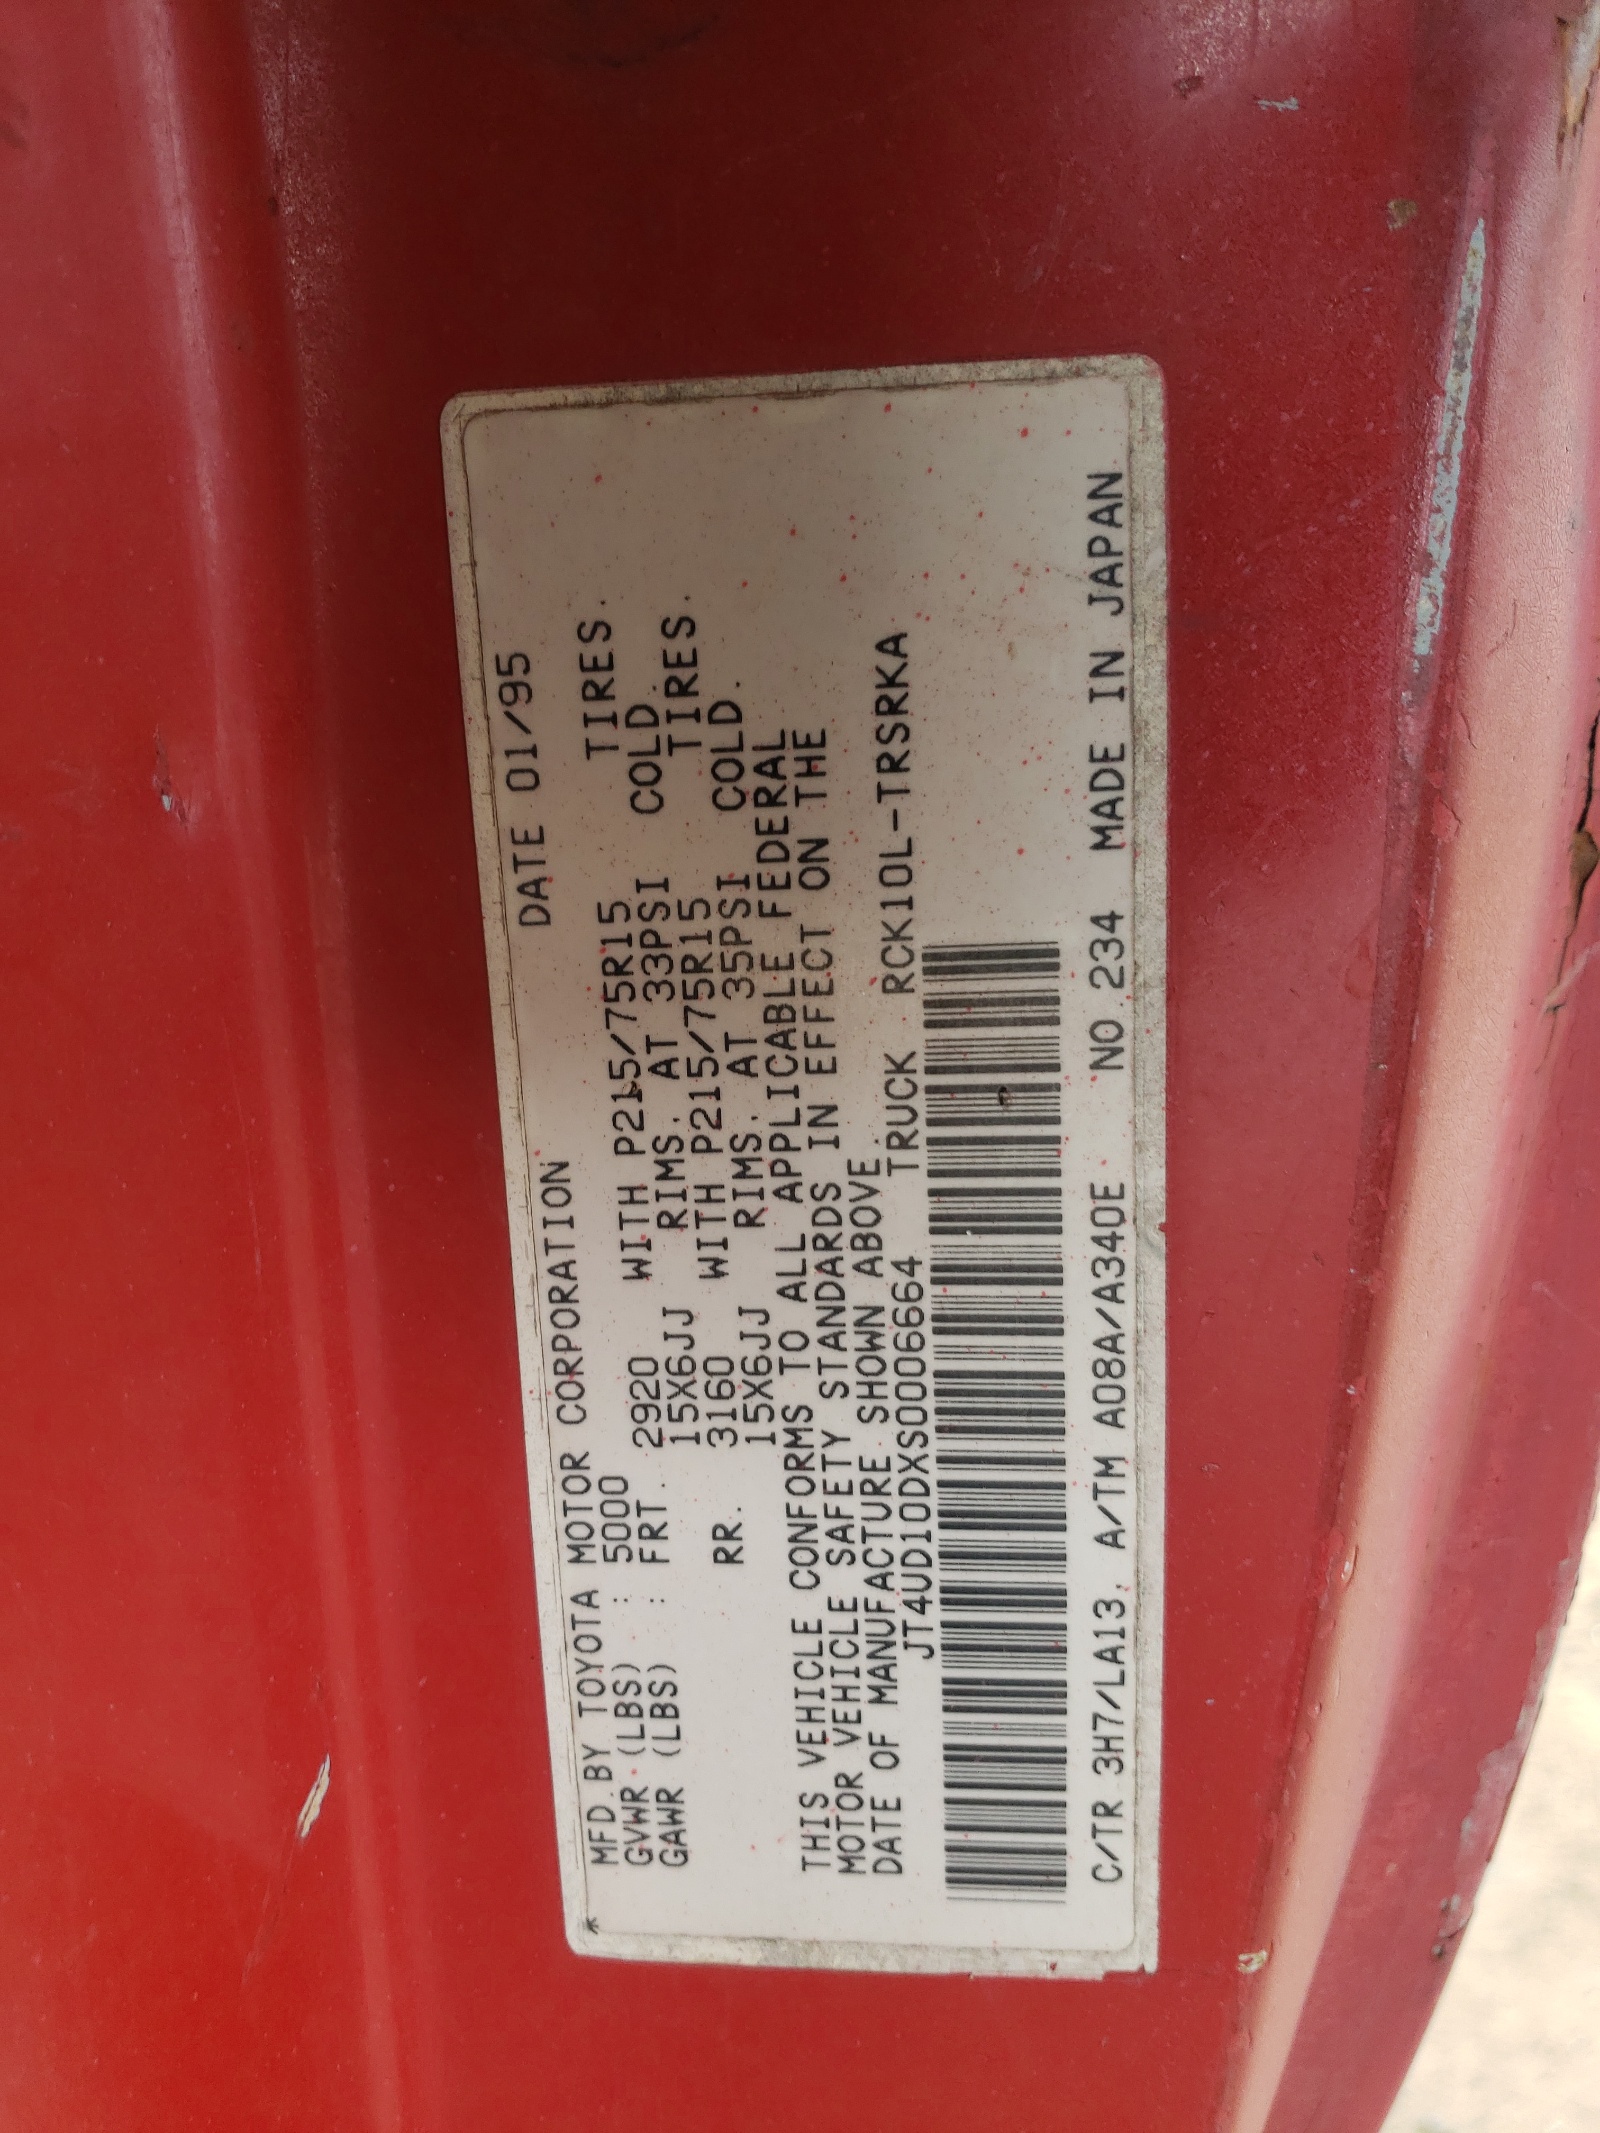 MFD.BY TOYOTA MOTOR CORPORATION DATE 01/95
GVWR (LBS) : 5000
GAWR (LBS) : FRT. 2920 WITH P215/75R15 TIRES.
15X6JJ RIMS. AT 33PSI COLD.
RR. 3160 WITH P215/75R15 TIRES.
15X6JJ RIMS. AT 35PSI COLD.
THIS VEHICLE CONFORMS TO ALL APPLICABLE FEDERAL
MOTOR VEHICLE SAFETY STANDARDS IN EFFECT ON THE
DATE OF MANUFACTURE SHOWN ABOVE.
JT4UD10DXS0006664 TRUCK RCK10L-TRSRKA
C/TR 3H7/LA13, A/TM A08A/A340E NO.234 MADE IN JAPAN